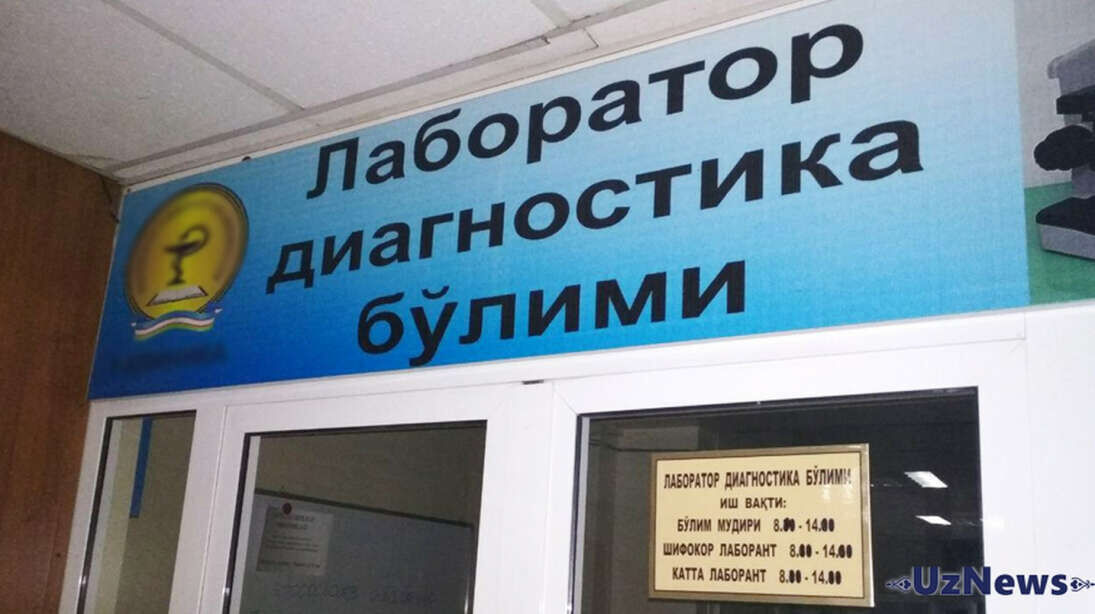 Лаборатор
диагностика
бўлими
ЛАБОРАТОР ДИАГНОСТИКА БЎЛИМИ
ИШ ВАҚТИ:
БЎЛИМ МУДИРИ 8.00 - 14.00
ШИФОКОР ЛАБОРАНТ 8.00 - 14.00
КАТТА ЛАБОРАНТ 8.00 - 14.00
UzNews